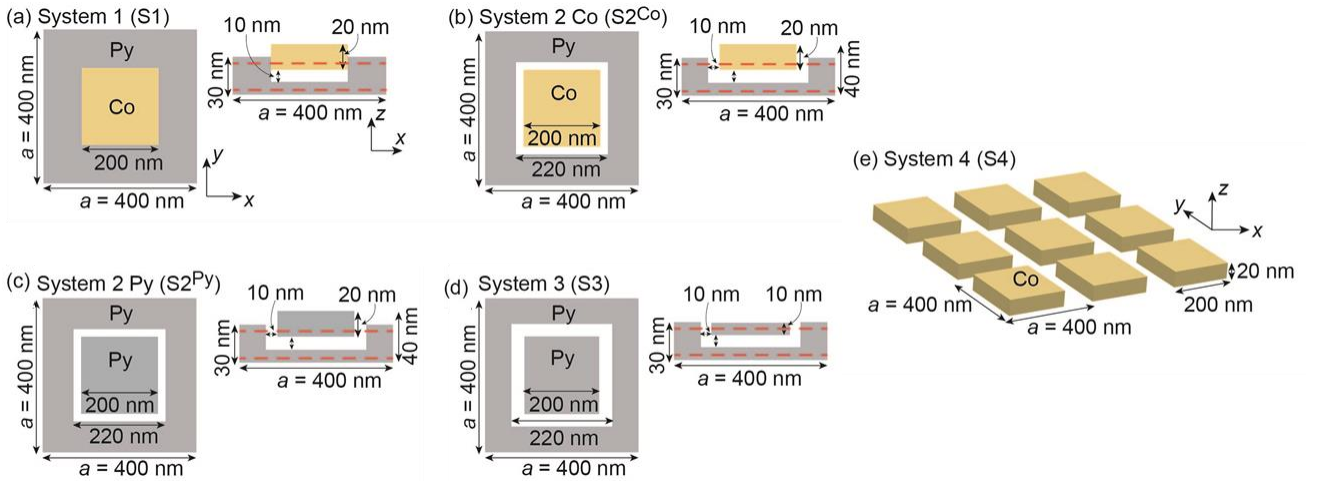 (a) System 1 (S1)
Py
Co
200 nm
a = 400 nm
a = 400 nm
y
x
10 nm
20 nm
30 nm
a = 400 nm
z
x
(b) System 2 Co (S2^Co)
Py
Co
200 nm
220 nm
a = 400 nm
a = 400 nm
10 nm
20 nm
30 nm
40 nm
a = 400 nm
(c) System 2 Py (S2^Py)
Py
Py
200 nm
220 nm
a = 400 nm
a = 400 nm
10 nm
20 nm
30 nm
40 nm
a = 400 nm
(d) System 3 (S3)
Py
Py
200 nm
220 nm
a = 400 nm
a = 400 nm
10 nm
10 nm
30 nm
a = 400 nm
(e) System 4 (S4)
z
y
x
Co
20 nm
200 nm
a = 400 nm
a = 400 nm